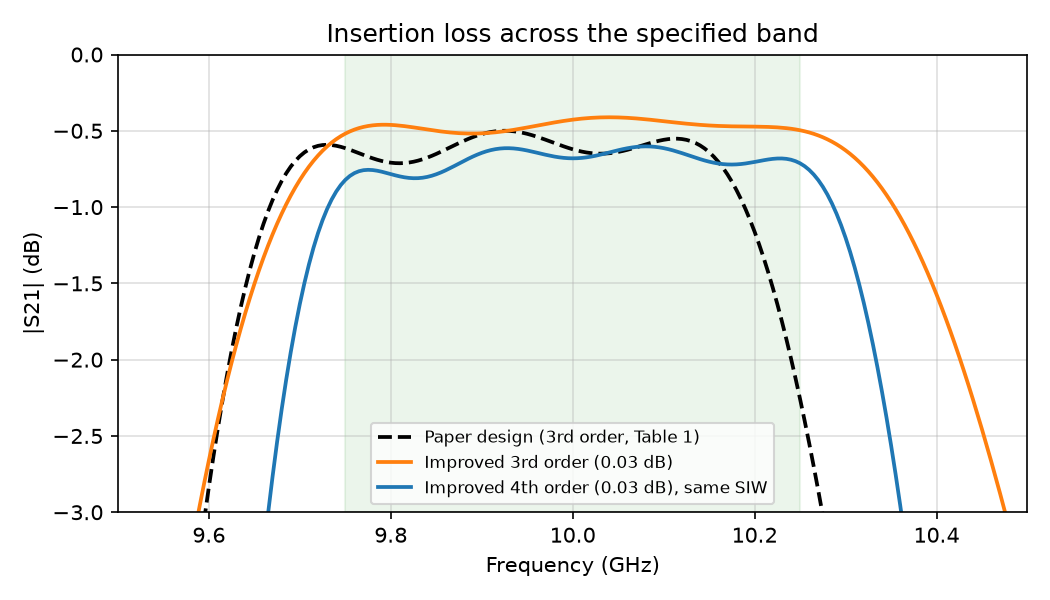 Insertion loss across the specified band
|S21| (dB)
0.0
−0.5
−1.0
−1.5
−2.0
−2.5
−3.0
Paper design (3rd order, Table 1)
Improved 3rd order (0.03 dB)
Improved 4th order (0.03 dB), same SIW
9.6 9.8 10.0 10.2 10.4
Frequency (GHz)